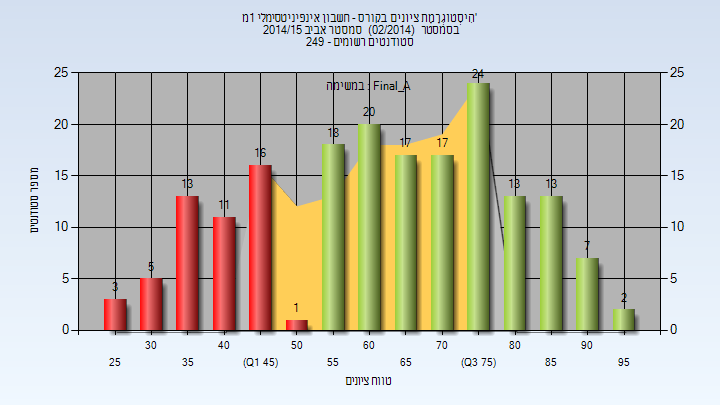 'הִיסְטוֹגְרָמַת ציונים בקורס - חשבון אינפיניטסימלי 1מ
בסמסטר (02/2014) סמסטר אביב 2014/15
סטודנטים רשומים - 249
במשימה : Final_A
מספר סטודנטים
25 25
20 20
15 15
10 10
5 5
0 0
3 5 13 11 16 1 18 20 17 17 24 13 13 7 2
30 40 50 60 70 80 90
25 35 (Q1 45) 55 65 (Q3 75) 85 95
טווח ציונים